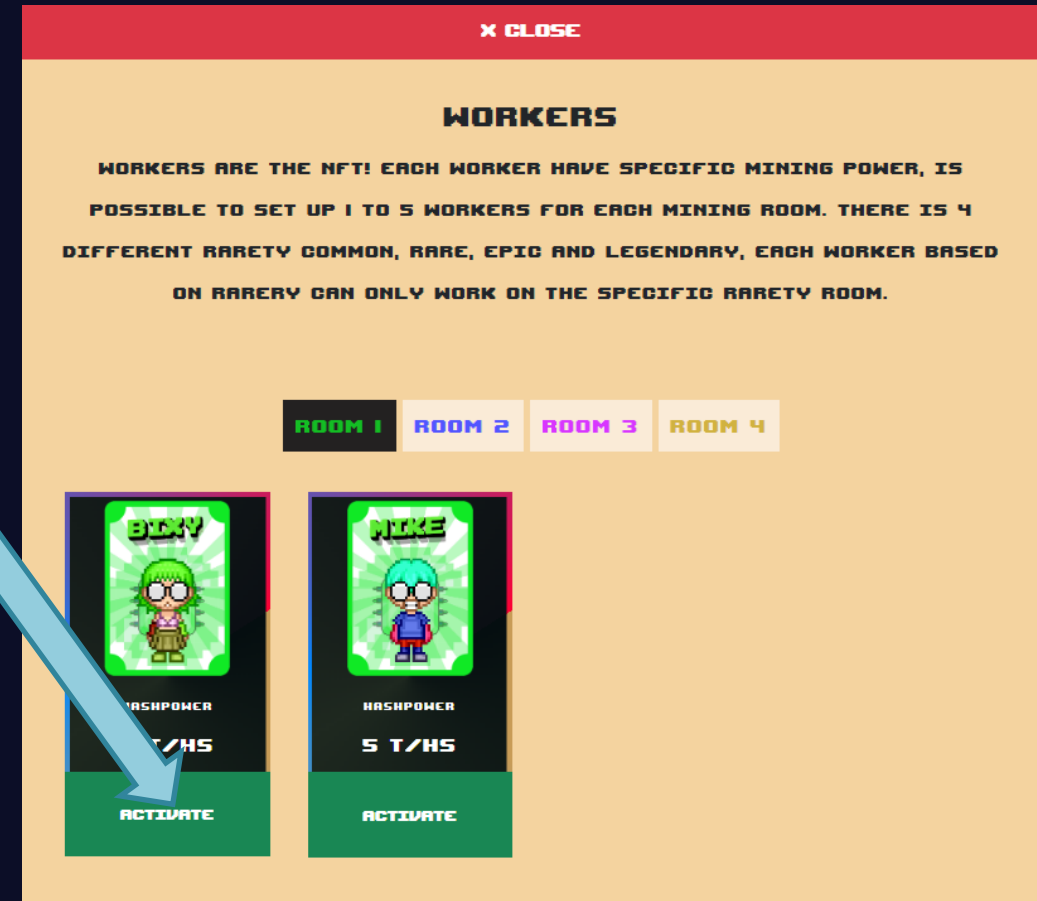 X CLOSE
WORKERS
WORKERS ARE THE NFT! EACH WORKER HAVE SPECIFIC MINING POWER, IS
POSSIBLE TO SET UP 1 TO 5 WORKERS FOR EACH MINING ROOM. THERE IS 4
DIFFERENT RARETY COMMON, RARE, EPIC AND LEGENDARY, EACH WORKER BASED
ON RARERY CAN ONLY WORK ON THE SPECIFIC RARETY ROOM.
ROOM 1 ROOM 2 ROOM 3 ROOM 4
BIXY MIKE
HASHPOWER HASHPOWER
T/HS 5 T/HS
ACTIVATE ACTIVATE